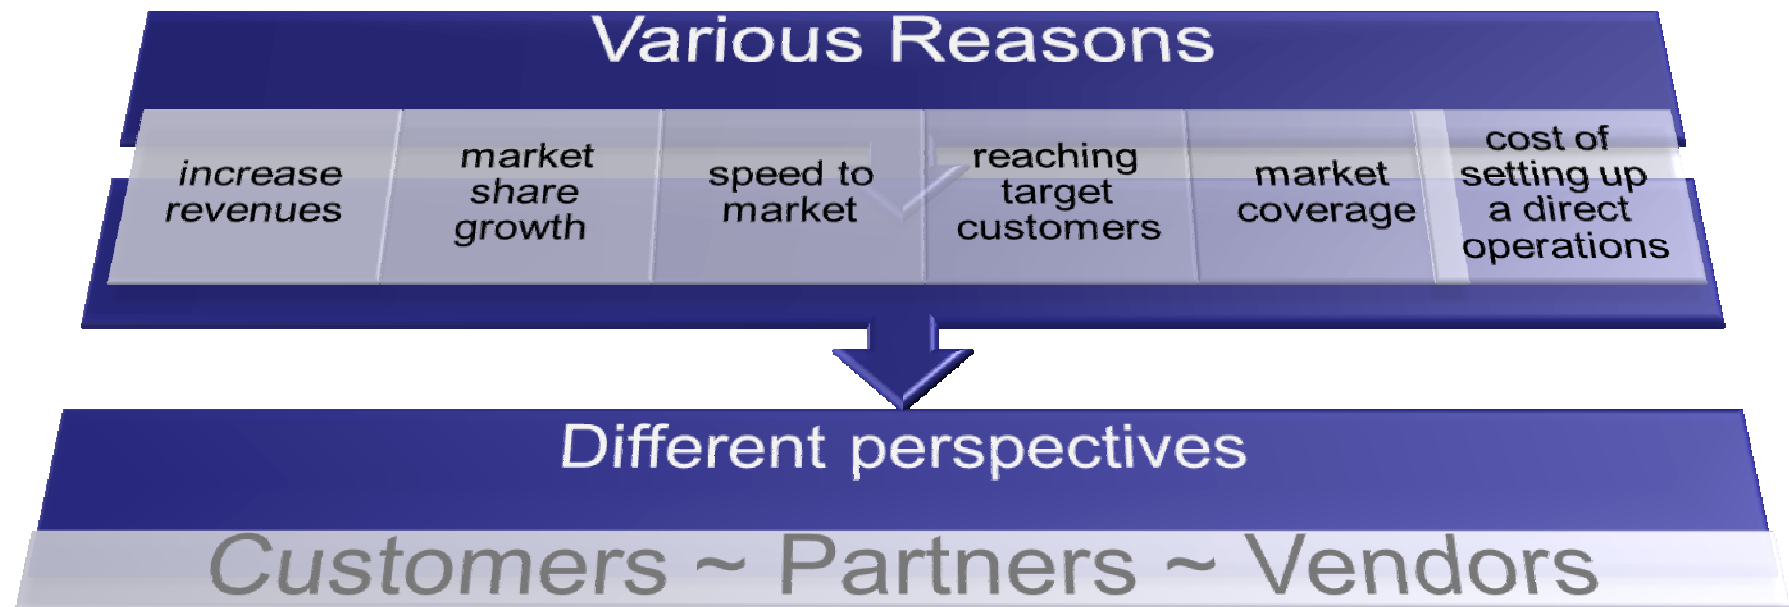 Various Reasons
increase
revenues
market
share
growth
speed to
market
reaching
target
customers
market
coverage
cost of
setting up
a direct
operations
Different perspectives
Customers ~ Partners ~ Vendors